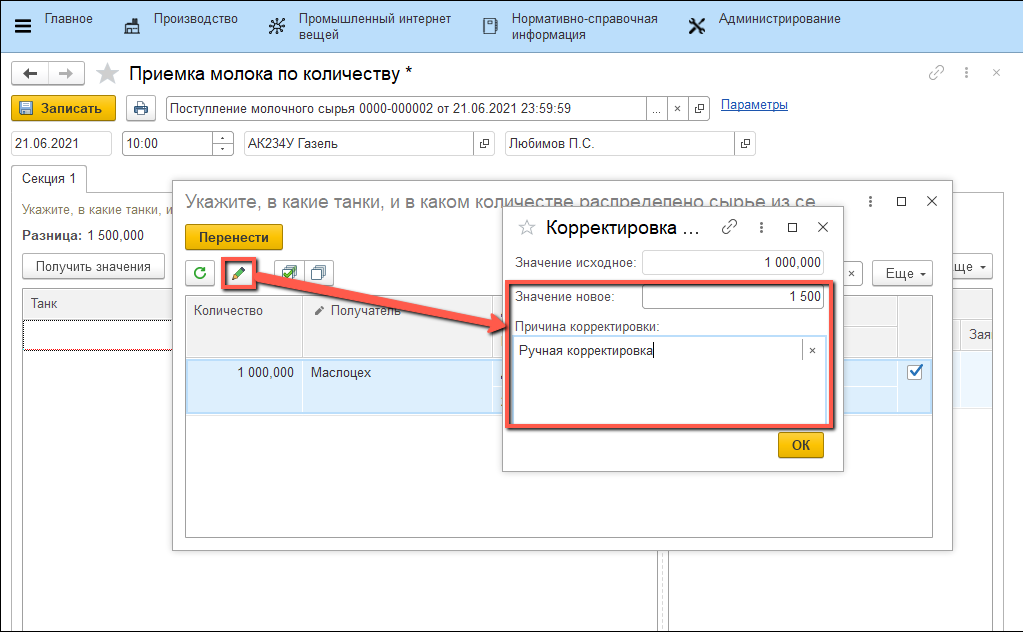 Главное
Производство
Промышленный интернет
вещей
Нормативно-справочная
информация
Администрирование
Приемка молока по количеству *
Записать
Поступление молочного сырья 0000-000002 от 21.06.2021 23:59:59
...
Параметры
21.06.2021
10:00
АК234У Газель
Любимов П.С.
Секция 1
Укажите, в какие танки, и
Разница: 1 500,000
Получить значения
Танк
Укажите, в какие танки, и в каком количестве распределено сырье из се
Перенести
Еще
ще
Количество
Получатель
Зая
1 000,000
Маслоцех
Корректировка ...
Значение исходное:
1 000,000
Значение новое:
1 500
Причина корректировки:
Ручная корректировка
ОК